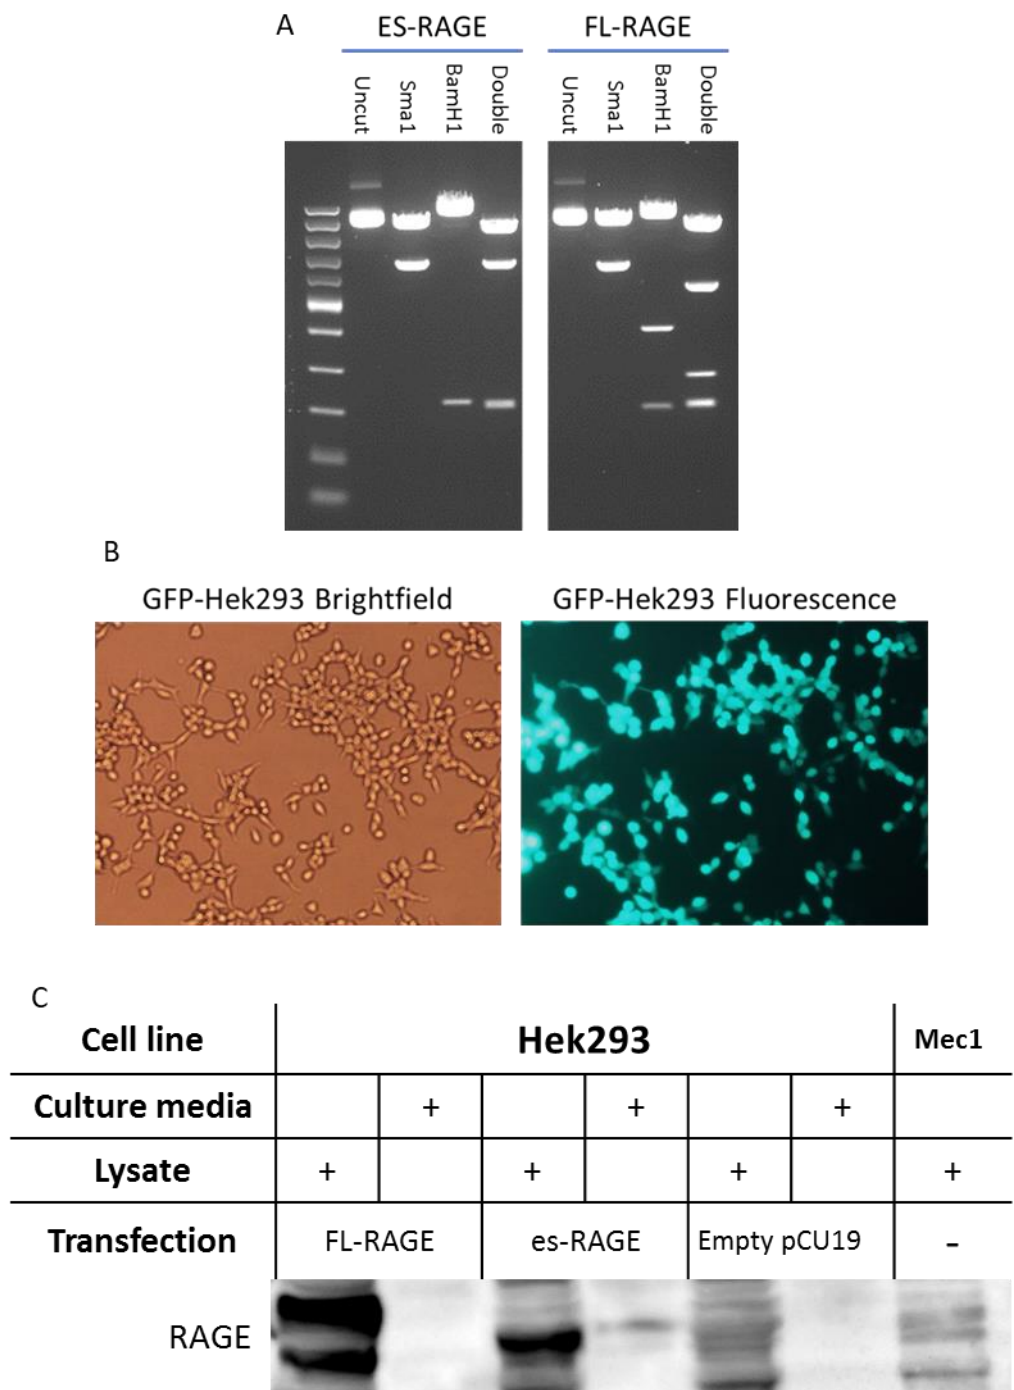 A
ES-RAGE FL-RAGE
Uncut Sma1 BamH1 Double Uncut Sma1 BamH1 Double
B
GFP-Hek293 Brightfield GFP-Hek293 Fluorescence
C
Cell line Hek293 Mec1
Culture media + + +
Lysate + + + +
Transfection FL-RAGE es-RAGE Empty pCU19 -
RAGE